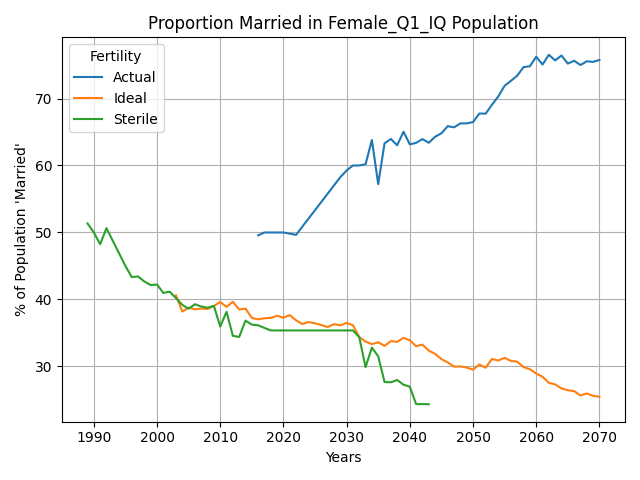 Proportion Married in Female_Q1_IQ Population
Fertility
Actual
Ideal
Sterile
% of Population 'Married'
70
60
50
40
30
1990 2000 2010 2020 2030 2040 2050 2060 2070
Years